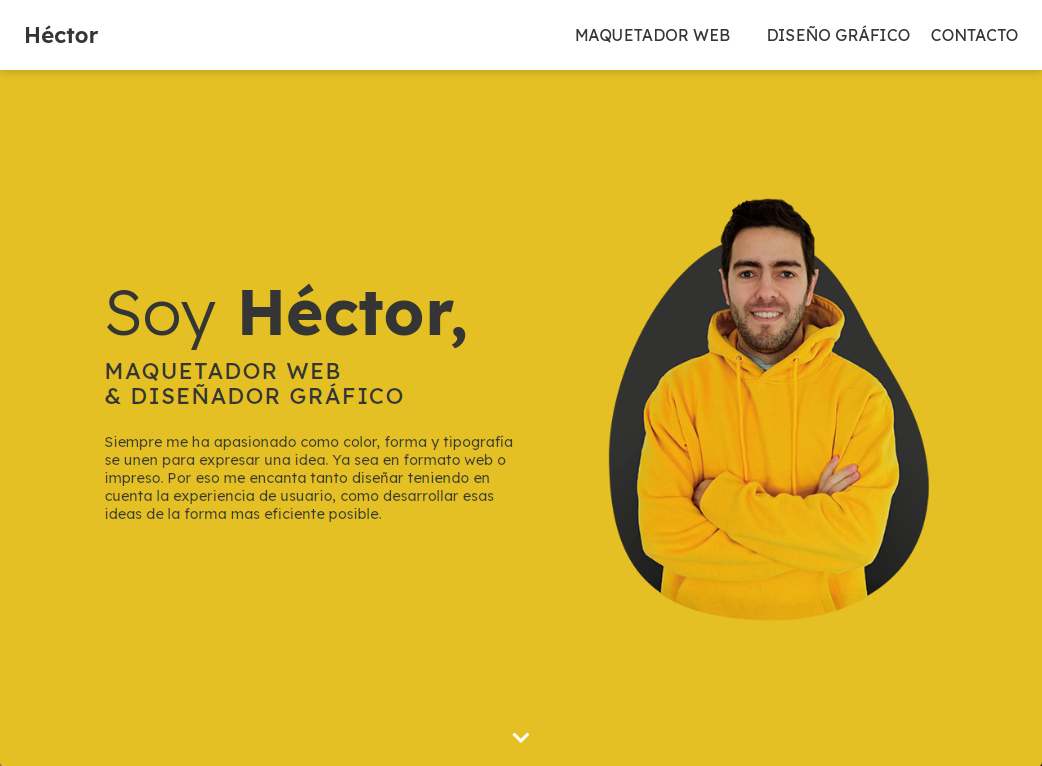 Héctor
MAQUETADOR WEB
DISEÑO GRÁFICO
CONTACTO
Soy Héctor,
MAQUETADOR WEB
& DISEÑADOR GRÁFICO
Siempre me ha apasionado como color, forma y tipografía
se unen para expresar una idea. Ya sea en formato web o
impreso. Por eso me encanta tanto diseñar teniendo en
cuenta la experiencia de usuario, como desarrollar esas
ideas de la forma mas eficiente posible.